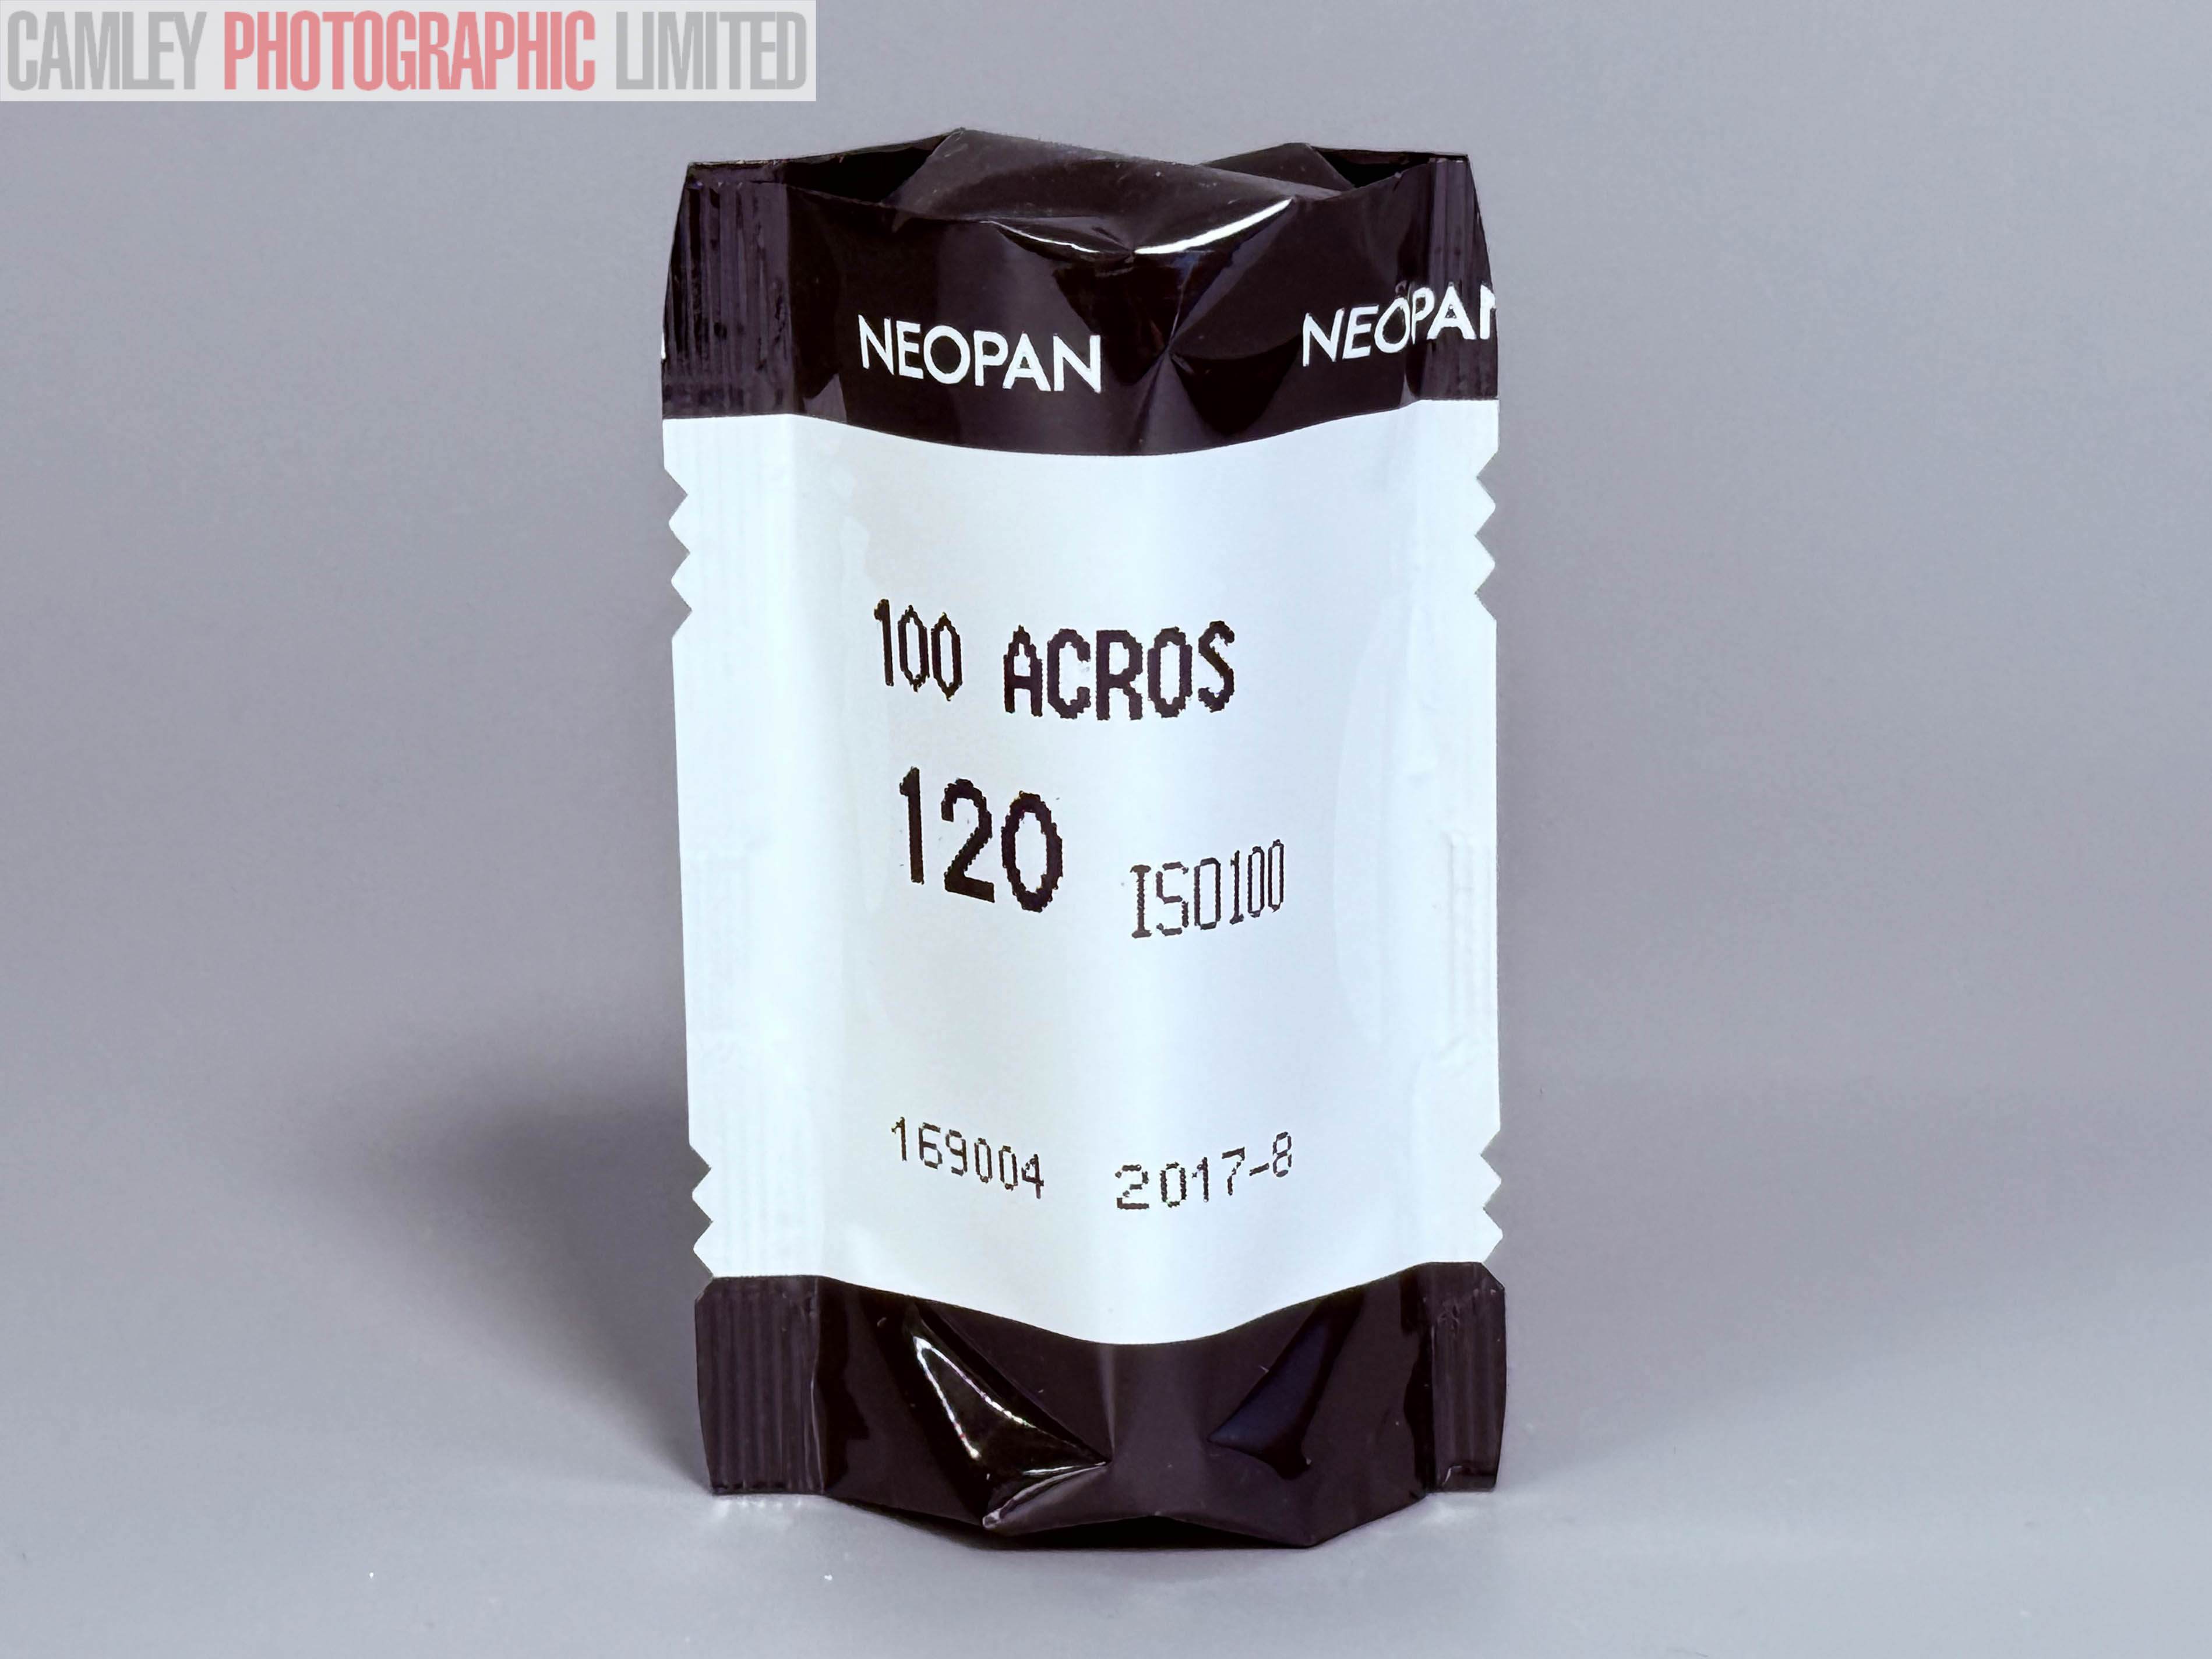 CAMLEY PHOTOGRAPHIC LIMITED
NEOPAN NEOPAN
100 ACROS
120 ISO100
169004 2017-8